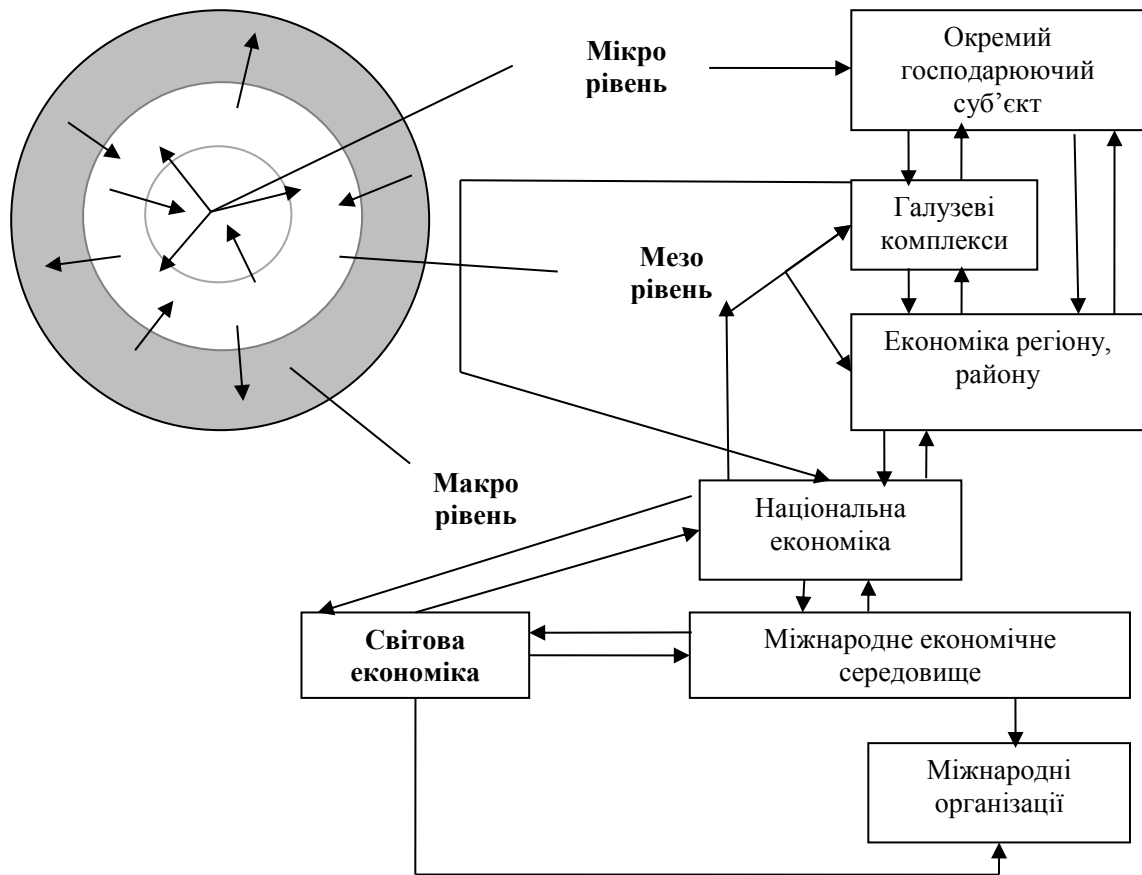 Мікро
рівень
Окремий
господарюючий
суб’єкт
Галузеві
комплекси
Мезо
рівень
Економіка регіону,
району
Макро
рівень
Національна
економіка
Світова
економіка
Міжнародне економічне
середовище
Міжнародні
організації